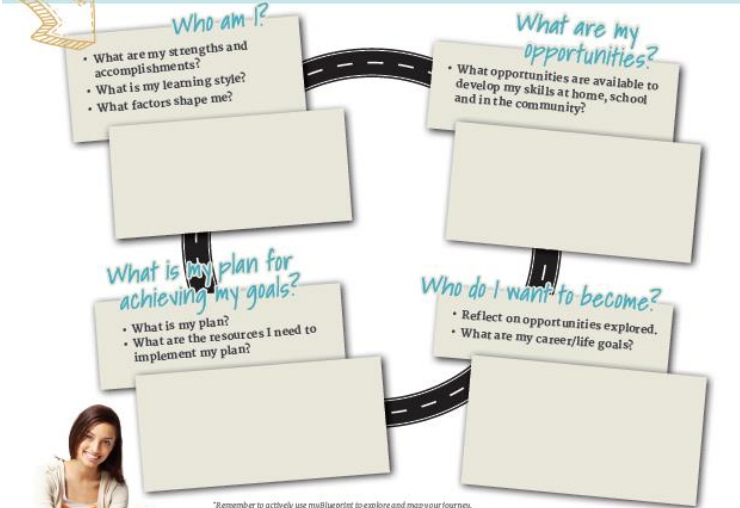 Who am I?
• What are my strengths and
accomplishments?
• What is my learning style?
• What factors shape me?
What are my
opportunities?
• What opportunities are available to
develop my skills at home, school
and in the community?
What is my plan for
achieving my goals?
• What is my plan?
• What are the resources I need to
implement my plan?
Who do I want to become?
• Reflect on opportunities explored.
• What are my career/life goals?
*Remember to actively use myBlueprint to explore and map your journey.